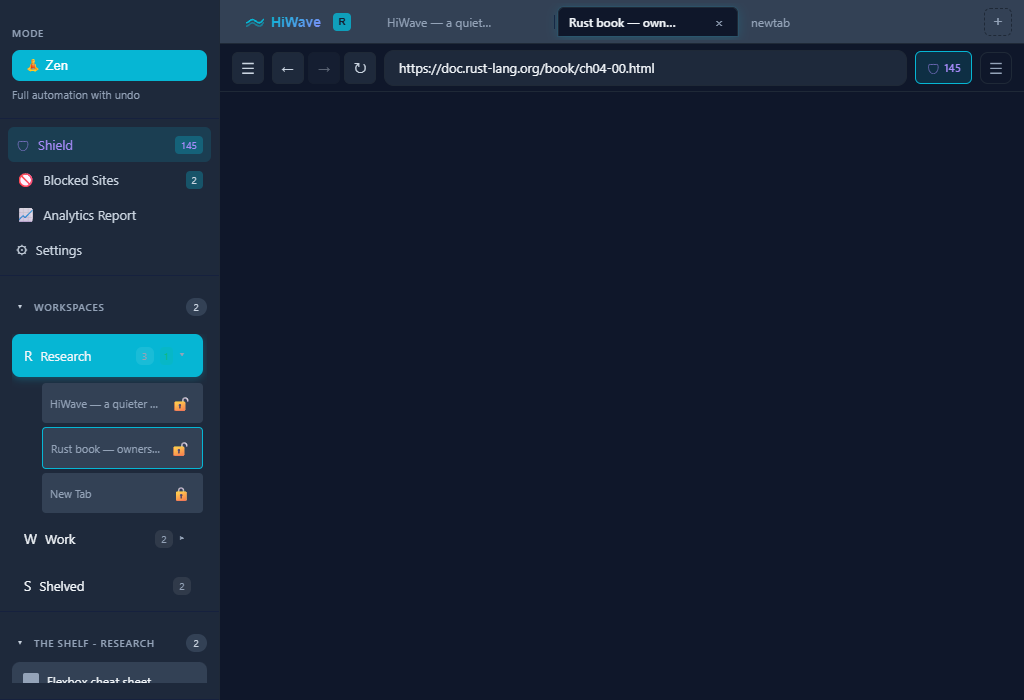 MODE
Zen
Full automation with undo
Shield 145
Blocked Sites 2
Analytics Report
Settings
WORKSPACES 2
R Research 3
HiWave — a quieter ...
Rust book — owners...
New Tab
W Work 2
S Shelved 2
THE SHELF - RESEARCH 2
Flexbox cheat sheet
HiWave R
HiWave — a quiet...
Rust book — own... ×
newtab
+
https://doc.rust-lang.org/book/ch04-00.html
145